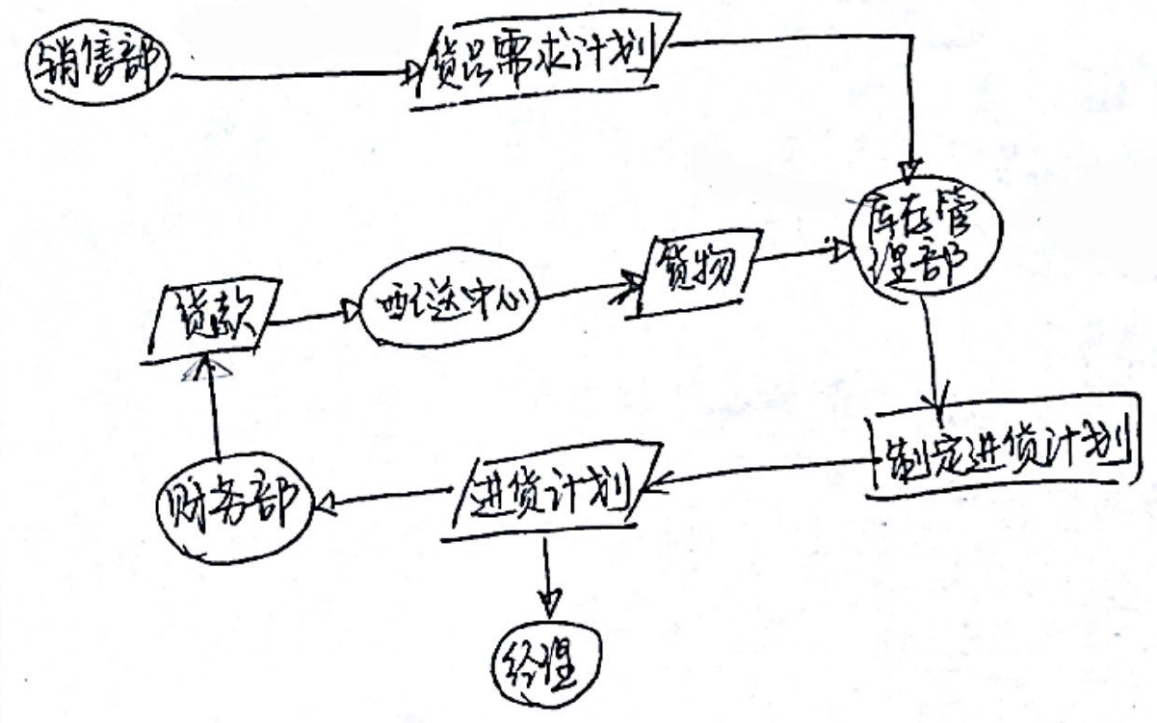 销售部
货品需求计划
库存管
理部
货物
配送中心
货款
制定进货计划
进货计划
财务部
经理